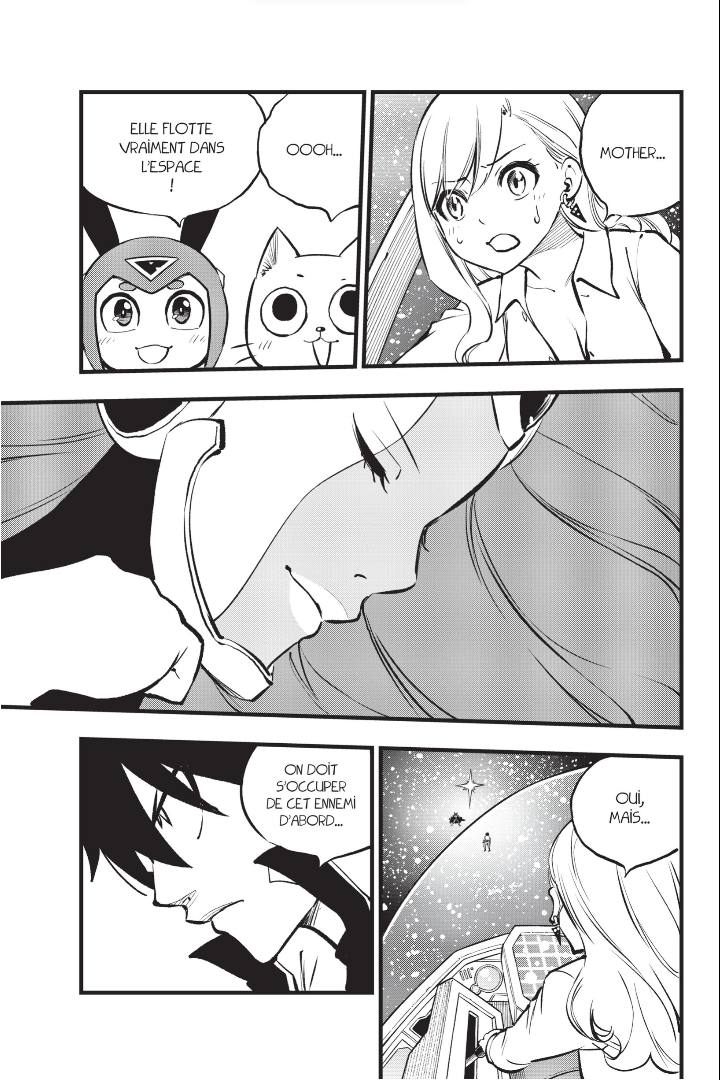 MOTHER...
OOOH...
ELLE FLOTTE
VRAIMENT DANS
L'ESPACE
!
OUI,
MAIS...
ON DOIT
S'OCCUPER
DE CET ENNEMI
D'ABORD...